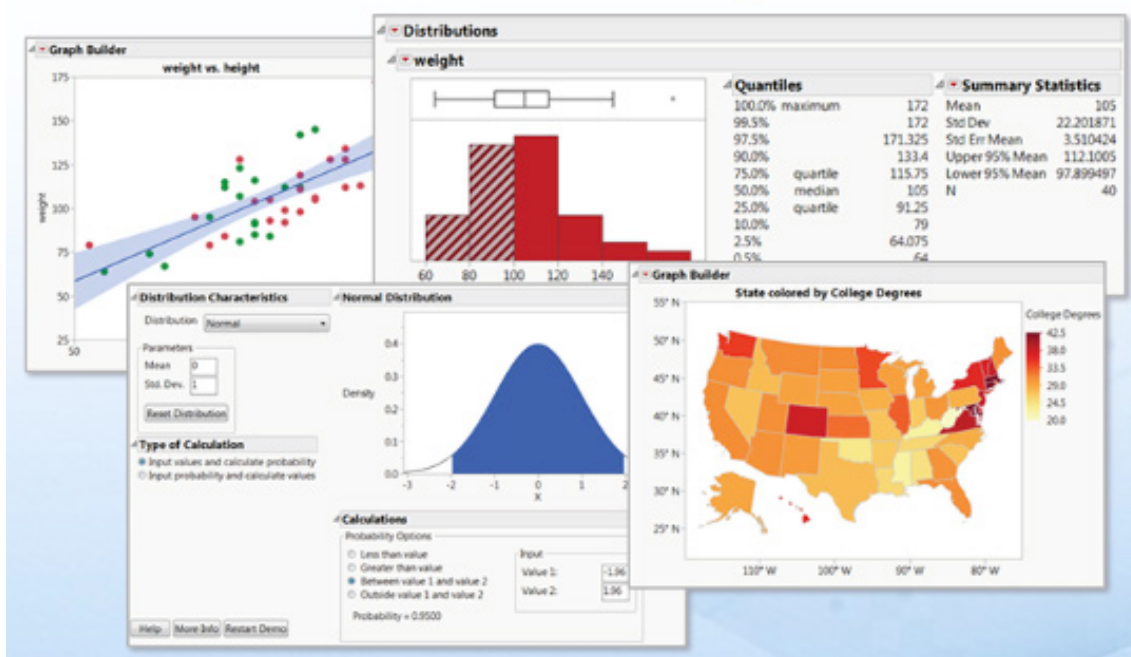 Graph Builder
weight vs. height
175
150
125
100
75
50
25
weight
50
Distributions
weight
60 80 100 120 140
Quantiles
100.0% maximum 172
99.5% 172
97.5% 171.325
90.0% 133.4
75.0% quartile 115.75
50.0% median 105
25.0% quartile 91.25
10.0% 79
2.5% 64.075
0.5% 64
Summary Statistics
Mean 105
Std Dev 22.201871
Std Err Mean 3.510424
Upper 95% Mean 112.1005
Lower 95% Mean 97.899497
N 40
Distribution Characteristics
Distribution Normal
Parameters
Mean 0
Std. Dev. 1
Reset Distribution
Type of Calculation
Input values and calculate probability
Input probability and calculate values
Help More Info Restart Demo
Normal Distribution
0.4
0.3
Density
0.2
0.1
0.0
-3 -2 -1 0 1 2
X
Calculations
Probability Options
Less than value
Greater than value
Between value 1 and value 2
Outside value 1 and value 2
Probability = 0.9500
Input
Value 1: -1.96
Value 2: 1.96
Graph Builder
State colored by College Degrees
55° N
50° N
45° N
40° N
35° N
30° N
25° N
110° W 100° W 90° W 80° W
College Degrees
42.5
38.0
33.5
29.0
24.5
20.0